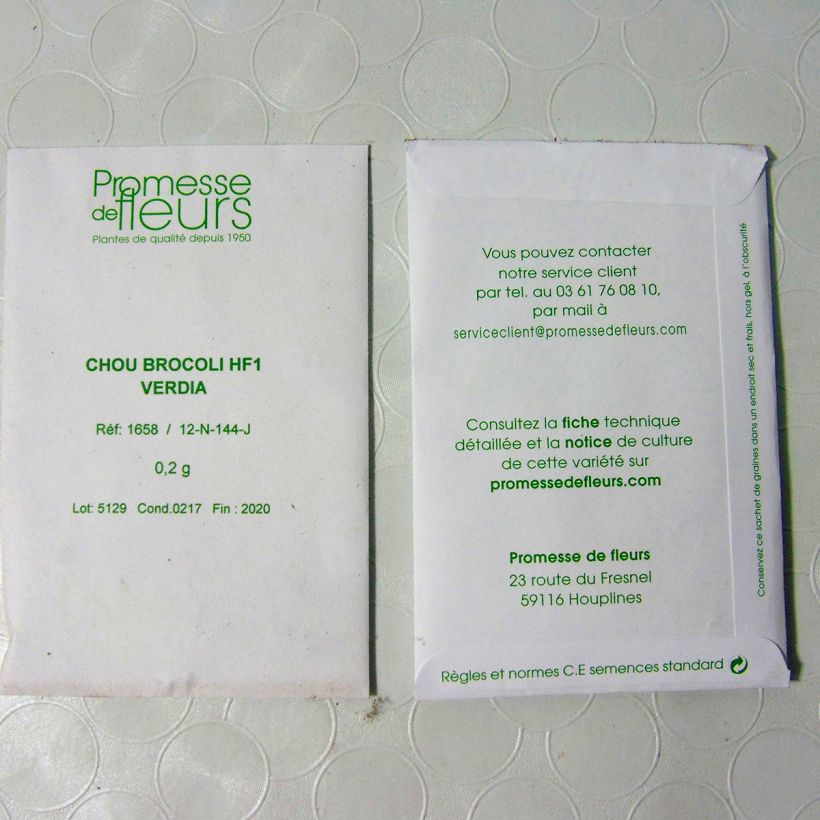 Promesse
de fleurs
Plantes de qualité depuis 1950
CHOU BROCOLI HF1
VERDIA
Réf: 1658 / 12-N-144-J
0,2 g
Lot: 5129 Cond.0217 Fin : 2020
Vous pouvez contacter
notre service client
par tel. au 03 61 76 08 10,
par mail à
serviceclient@promessedefleurs.com
Consultez la fiche technique
détaillée et la notice de culture
de cette variété sur
promessedefleurs.com
Promesse de fleurs
23 route du Fresnel
59116 Houplines
Règles et normes C.E semences standard
Conservez ce sachet de graines dans un endroit sec et frais, hors gel, à l'obscurité